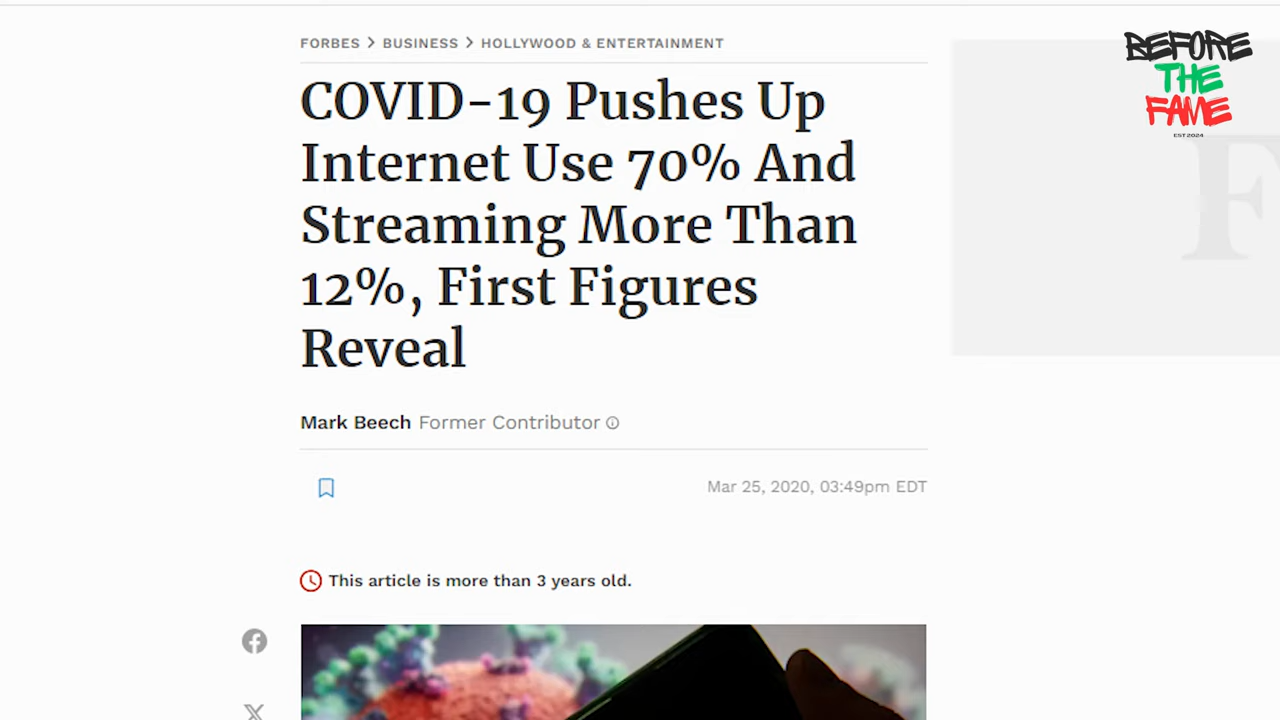 FORBES > BUSINESS > HOLLYWOOD & ENTERTAINMENT
BEFORE
THE
FAME
EST 2024
COVID-19 Pushes Up
Internet Use 70% And
Streaming More Than
12%, First Figures
Reveal
F
Mark Beech Former Contributor
Mar 25, 2020, 03:49pm EDT
This article is more than 3 years old.